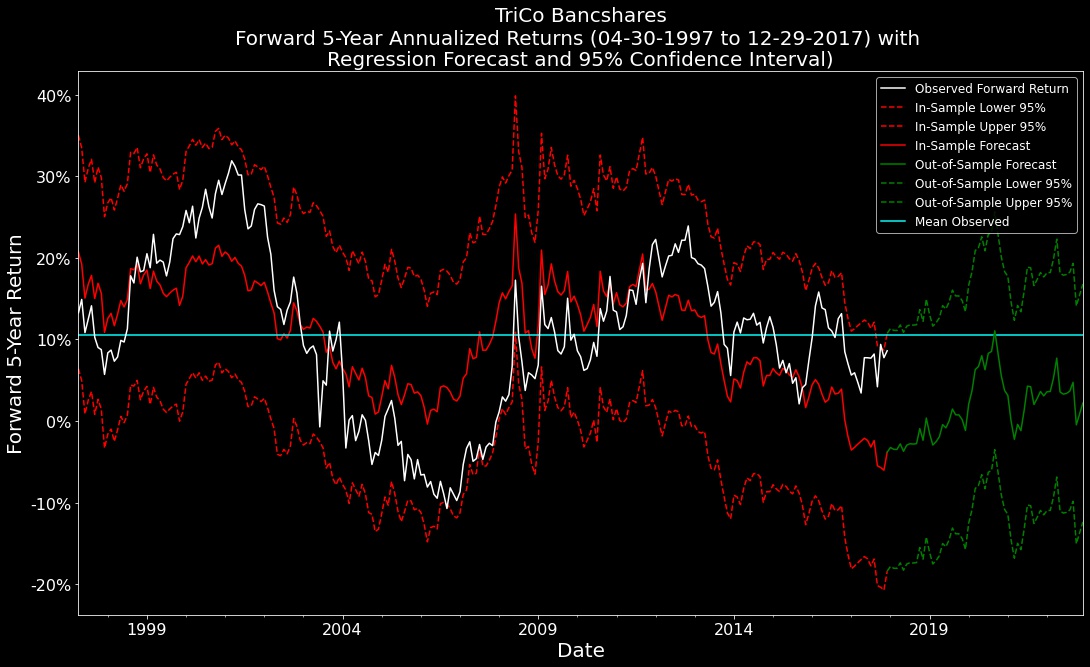 TriCo Bancshares
Forward 5-Year Annualized Returns (04-30-1997 to 12-29-2017) with
Regression Forecast and 95% Confidence Interval)
Forward 5-Year Return
40%
30%
20%
10%
0%
-10%
-20%
Observed Forward Return
In-Sample Lower 95%
In-Sample Upper 95%
In-Sample Forecast
Out-of-Sample Forecast
Out-of-Sample Lower 95%
Out-of-Sample Upper 95%
Mean Observed
1999
2004
2009
2014
2019
Date